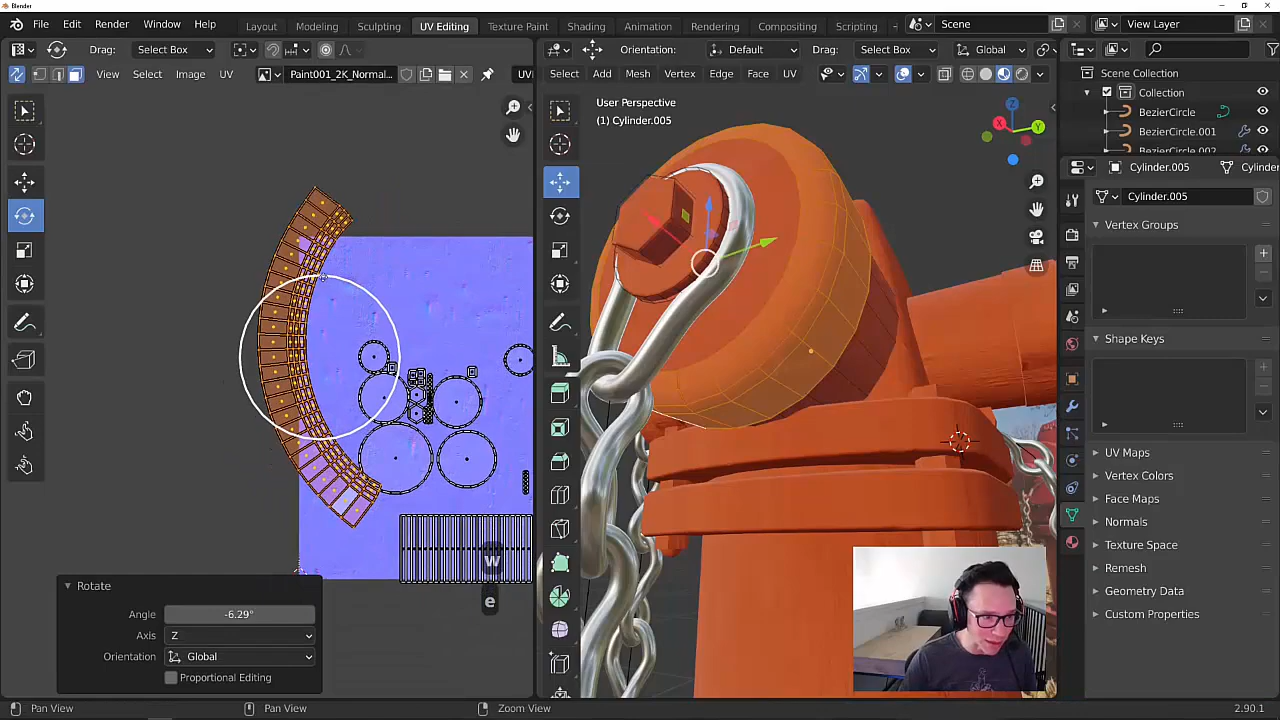 Blender
File Edit Render Window Help
Layout Modeling Sculpting UV Editing Texture Paint Shading Animation Rendering Compositing Scripting +
Scene
View Layer
Drag: Select Box
View Select Image UV
Paint001_2K_Normal...
UV
Orientation: Default Drag: Select Box Global
Select Add Mesh Vertex Edge Face UV
User Perspective
(1) Cylinder.005
X
Y
Z
Scene Collection
Collection
BezierCircle
BezierCircle.001
BezierCircle.002
Cylinder.005
Cylinder
Cylinder.005
Vertex Groups
Shape Keys
UV Maps
Vertex Colors
Face Maps
Normals
Texture Space
Remesh
Geometry Data
Custom Properties
w
e
Rotate
Angle -6.29°
Axis Z
Orientation Global
Proportional Editing
Pan View
Pan View
Zoom View
2.90.1